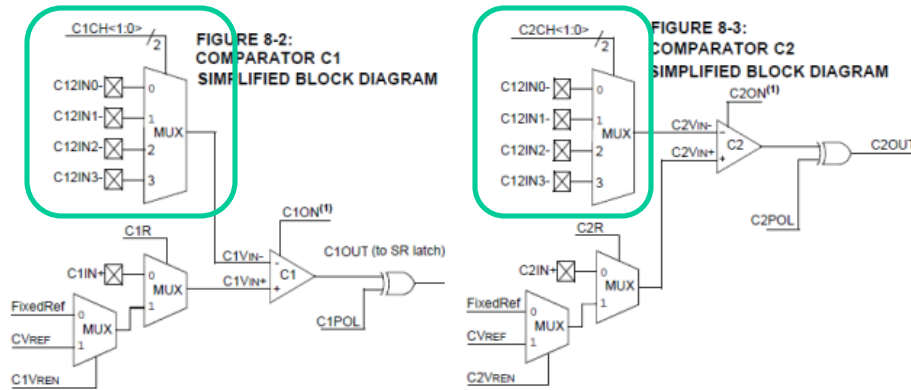 C1CH<1:0>
2
FIGURE 8-2:
COMPARATOR C1
SIMPLIFIED BLOCK DIAGRAM
C12IN0-
0
C12IN1-
1
MUX
C12IN2-
2
C12IN3-
3
C1R
C1ON(1)
C1VIN-
C1OUT (to SR latch)
C1IN+
0
MUX
1
C1VIN+
-
C1
+
FixedRef
0
MUX
CVREF
1
C1POL
C1VREN
C2CH<1:0>
2
FIGURE 8-3:
COMPARATOR C2
SIMPLIFIED BLOCK DIAGRAM
C12IN0-
0
C2ON(1)
C12IN1-
1
MUX
C2VIN-
-
C2
C2OUT
C12IN2-
2
C2VIN+
+
C12IN3-
3
C2POL
C2R
C2IN+
0
MUX
1
FixedRef
0
MUX
CVREF
1
C2VREN